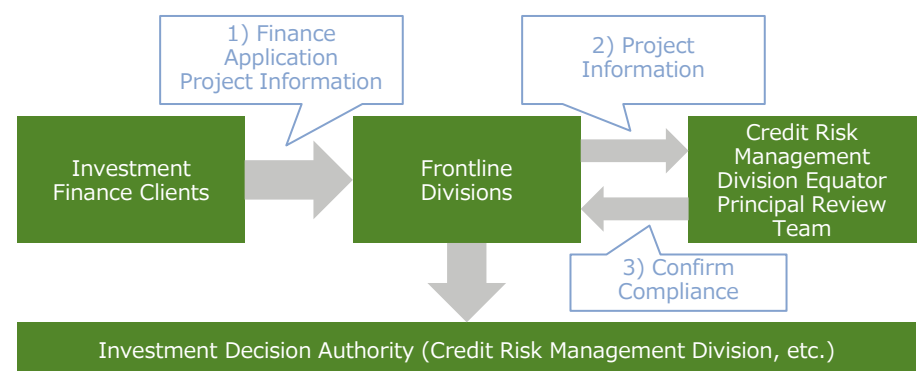 1) Finance
Application
Project Information
2) Project
Information
Investment
Finance Clients
Frontline
Divisions
Credit Risk
Management
Division Equator
Principal Review
Team
3) Confirm
Compliance
Investment Decision Authority (Credit Risk Management Division, etc.)